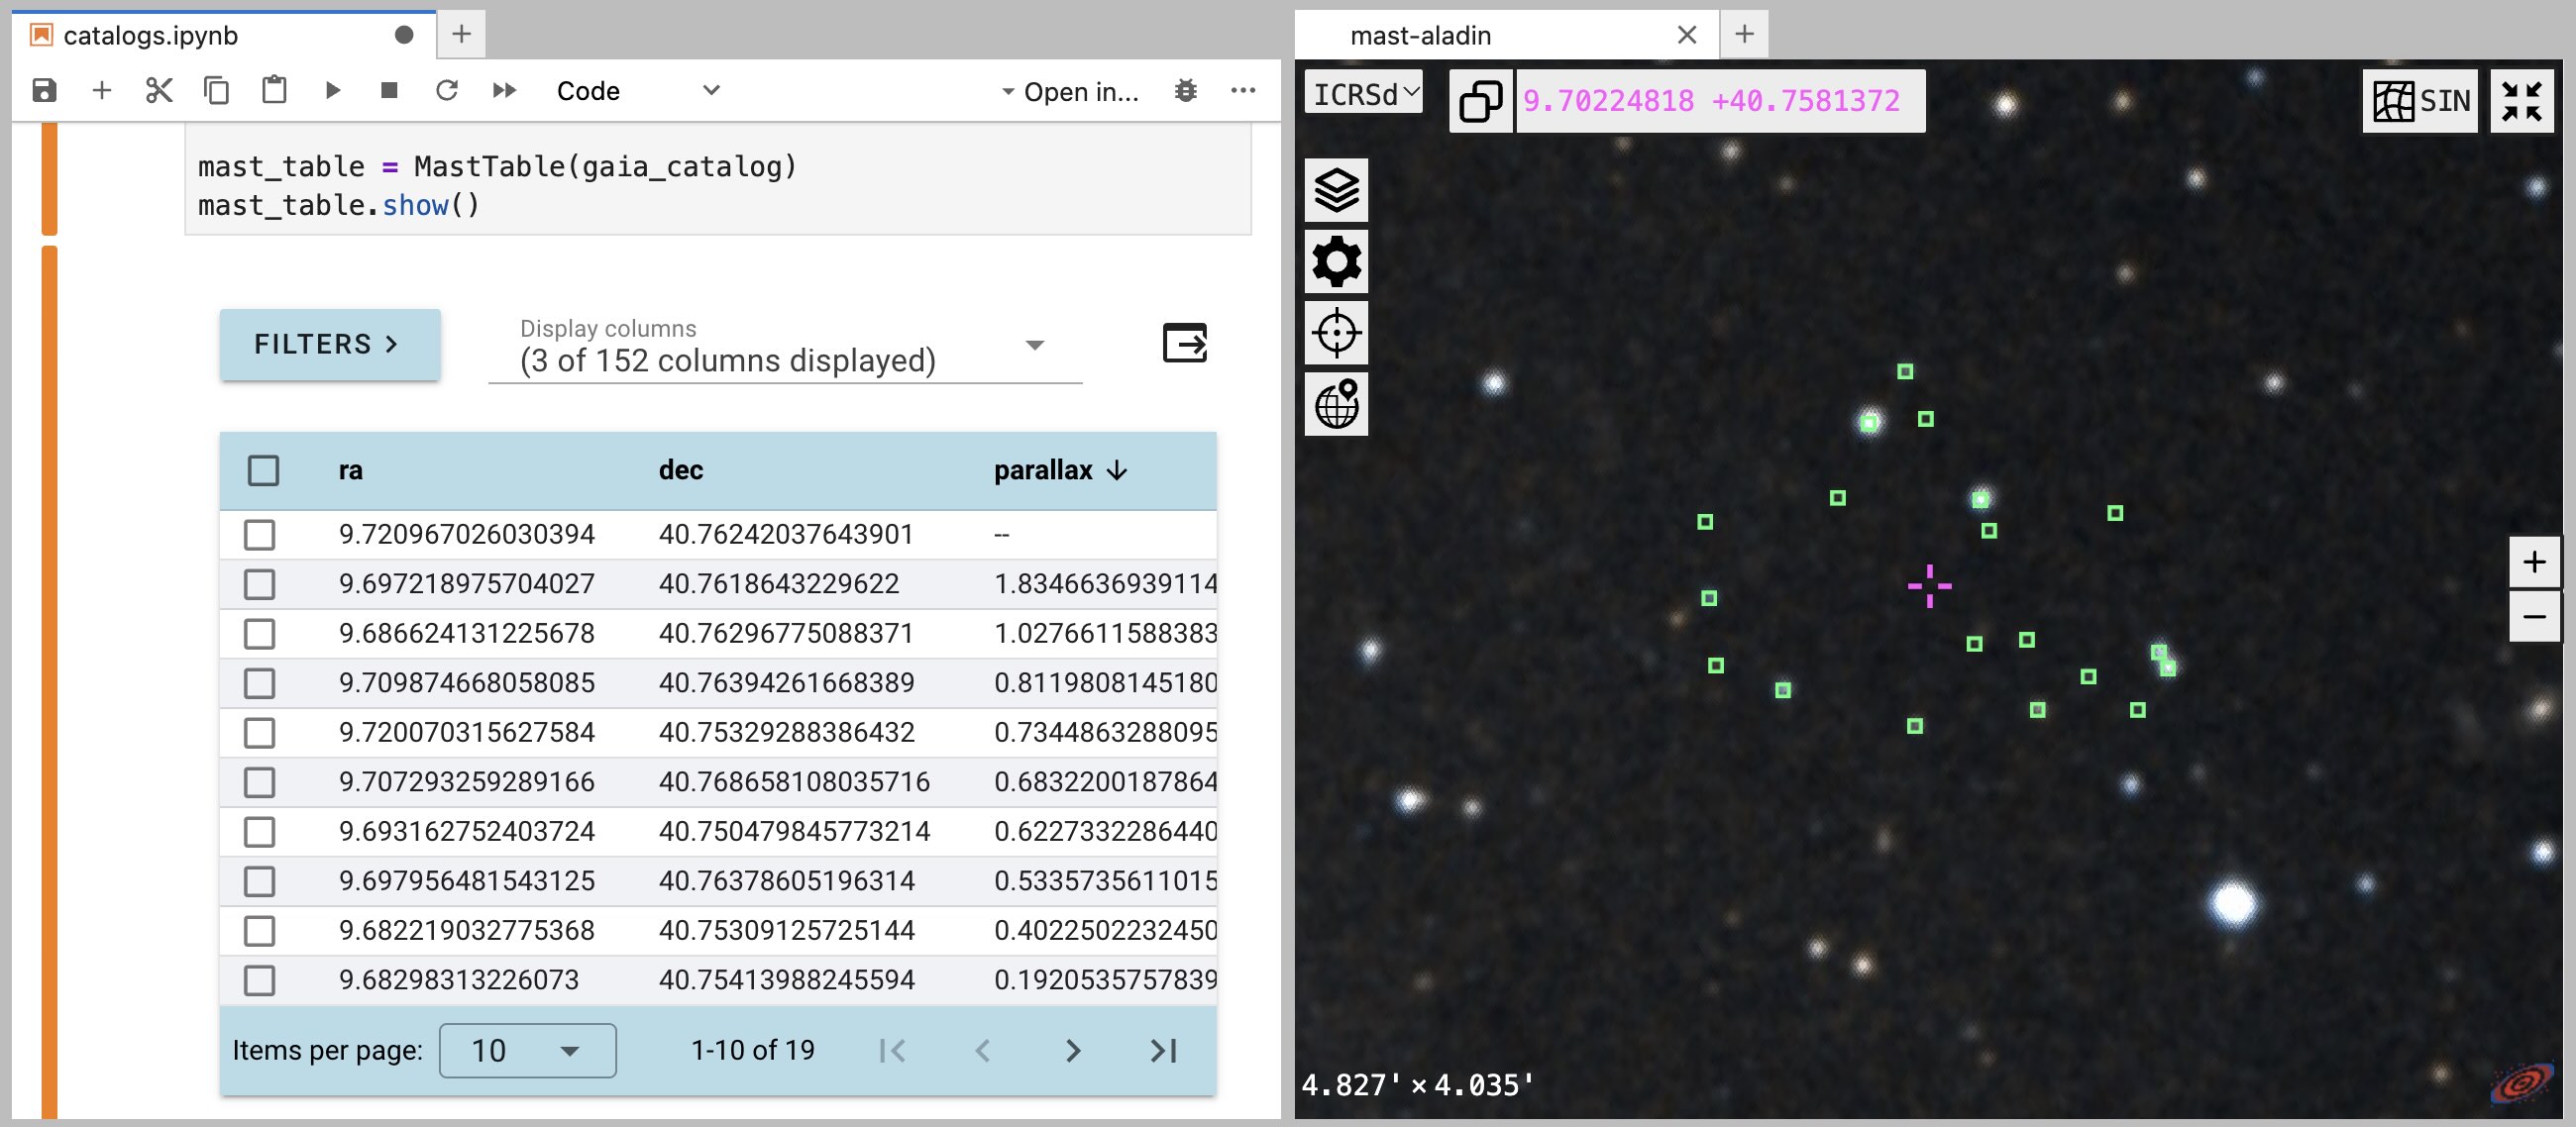 catalogs.ipynb
Code
Open in...
mast_table = MastTable(gaia_catalog)
mast_table.show()
FILTERS
Display columns
(3 of 152 columns displayed)
ra dec parallax
9.720967026030394 40.76242037643901 --
9.697218975704027 40.7618643229622 1.8346636939114
9.686624131225678 40.76296775088371 1.0276611588383
9.709874668058085 40.76394261668389 0.8119808145180
9.720070315627584 40.75329288386432 0.7344863288095
9.707293259289166 40.768658108035716 0.6832200187864
9.693162752403724 40.750479845773214 0.6227332286440
9.697956481543125 40.76378605196314 0.5335735611015
9.682219032775368 40.75309125725144 0.4022502232450
9.68298313226073 40.75413988245594 0.1920535757839
Items per page: 10 1-10 of 19
mast-aladin
ICRSd 9.70224818 +40.7581372 SIN
4.827' × 4.035'